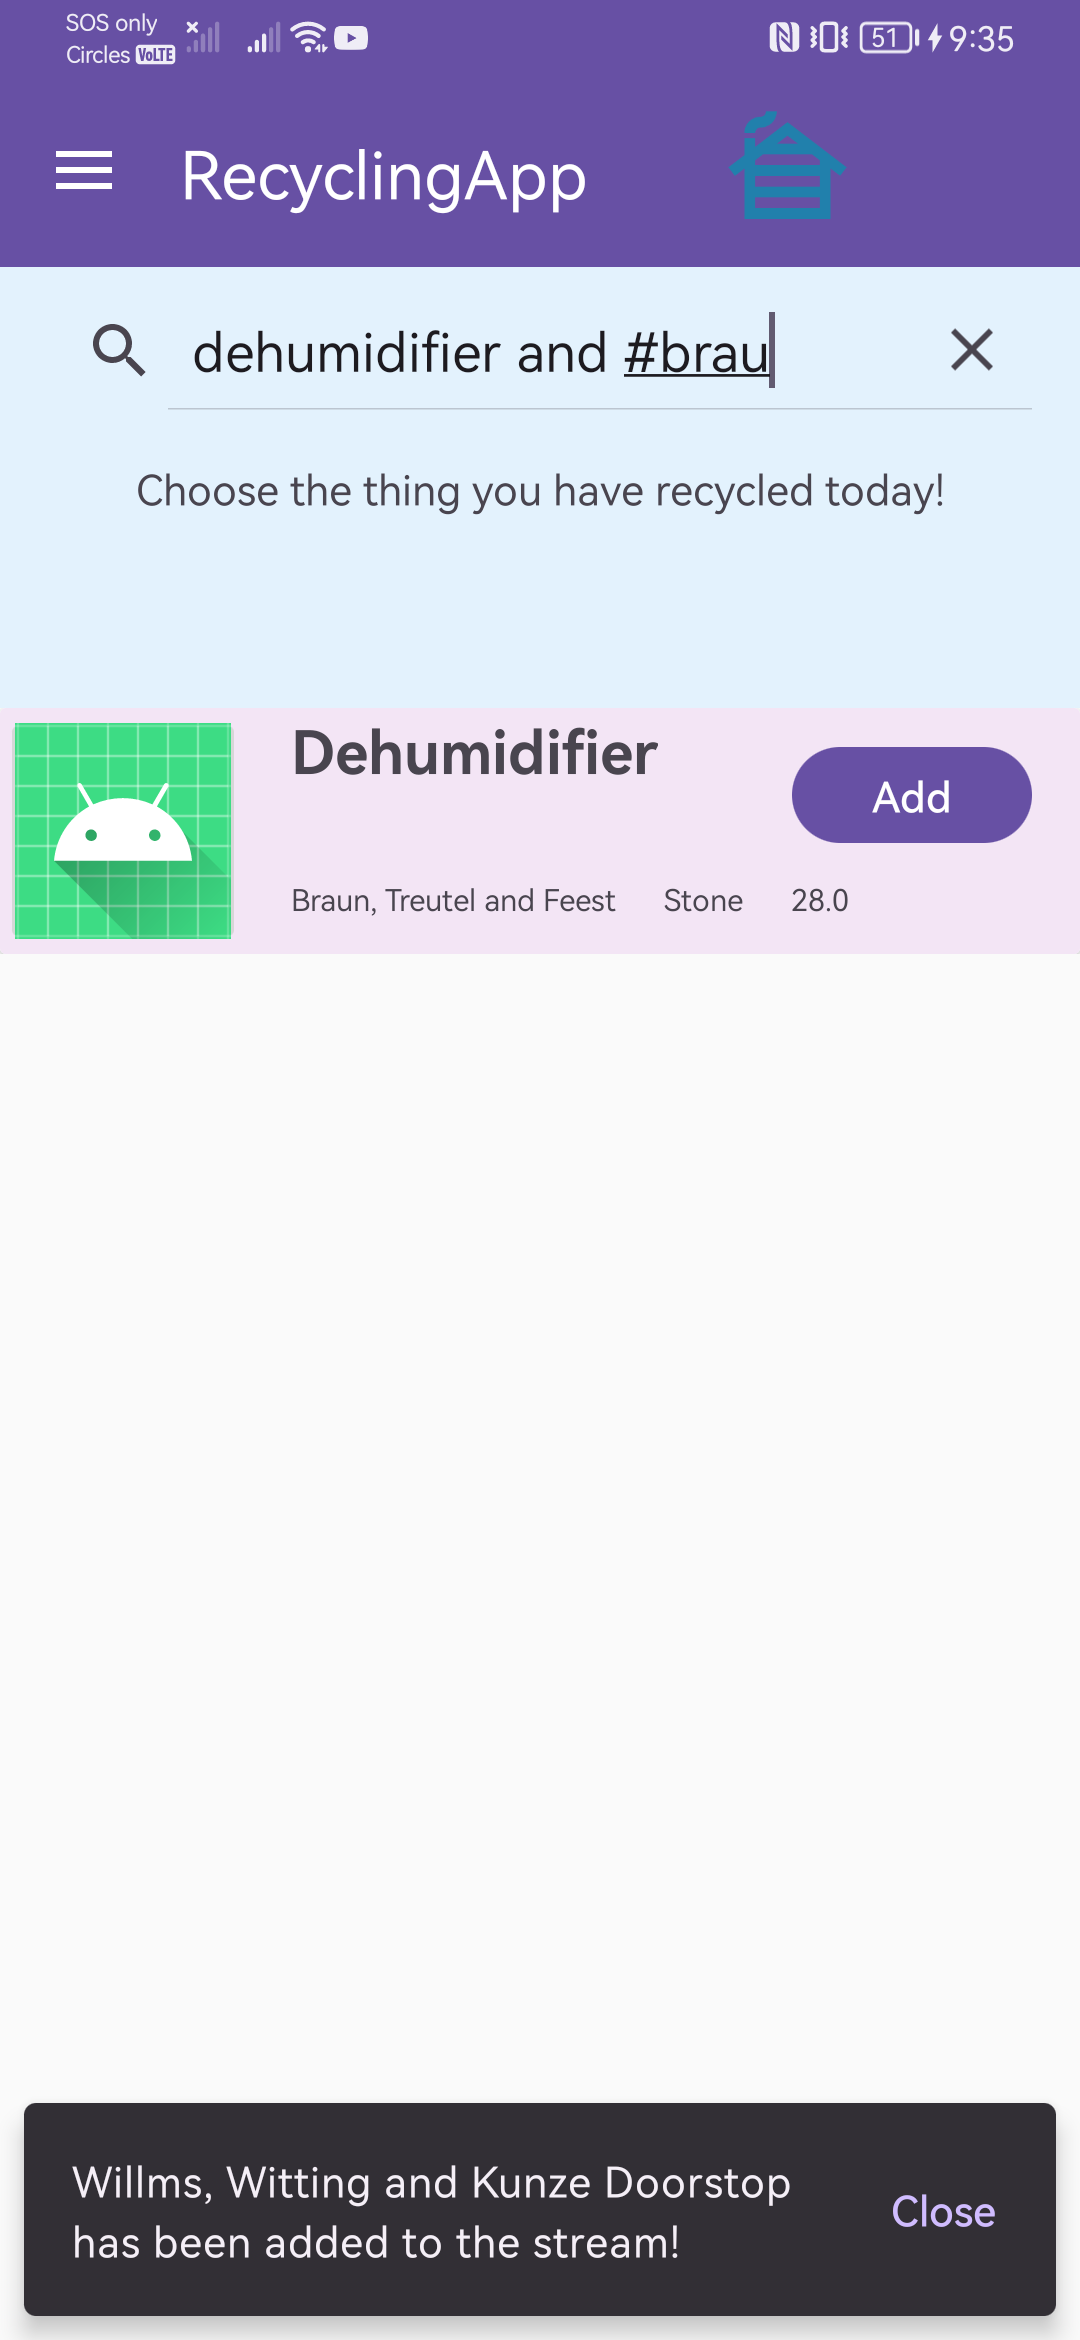 SOS only
Circles VoLTE
51
9:35
RecyclingApp
dehumidifier and #brau
Choose the thing you have recycled today!
Dehumidifier
Add
Braun, Treutel and Feest Stone 28.0
Willms, Witting and Kunze Doorstop
has been added to the stream!
Close